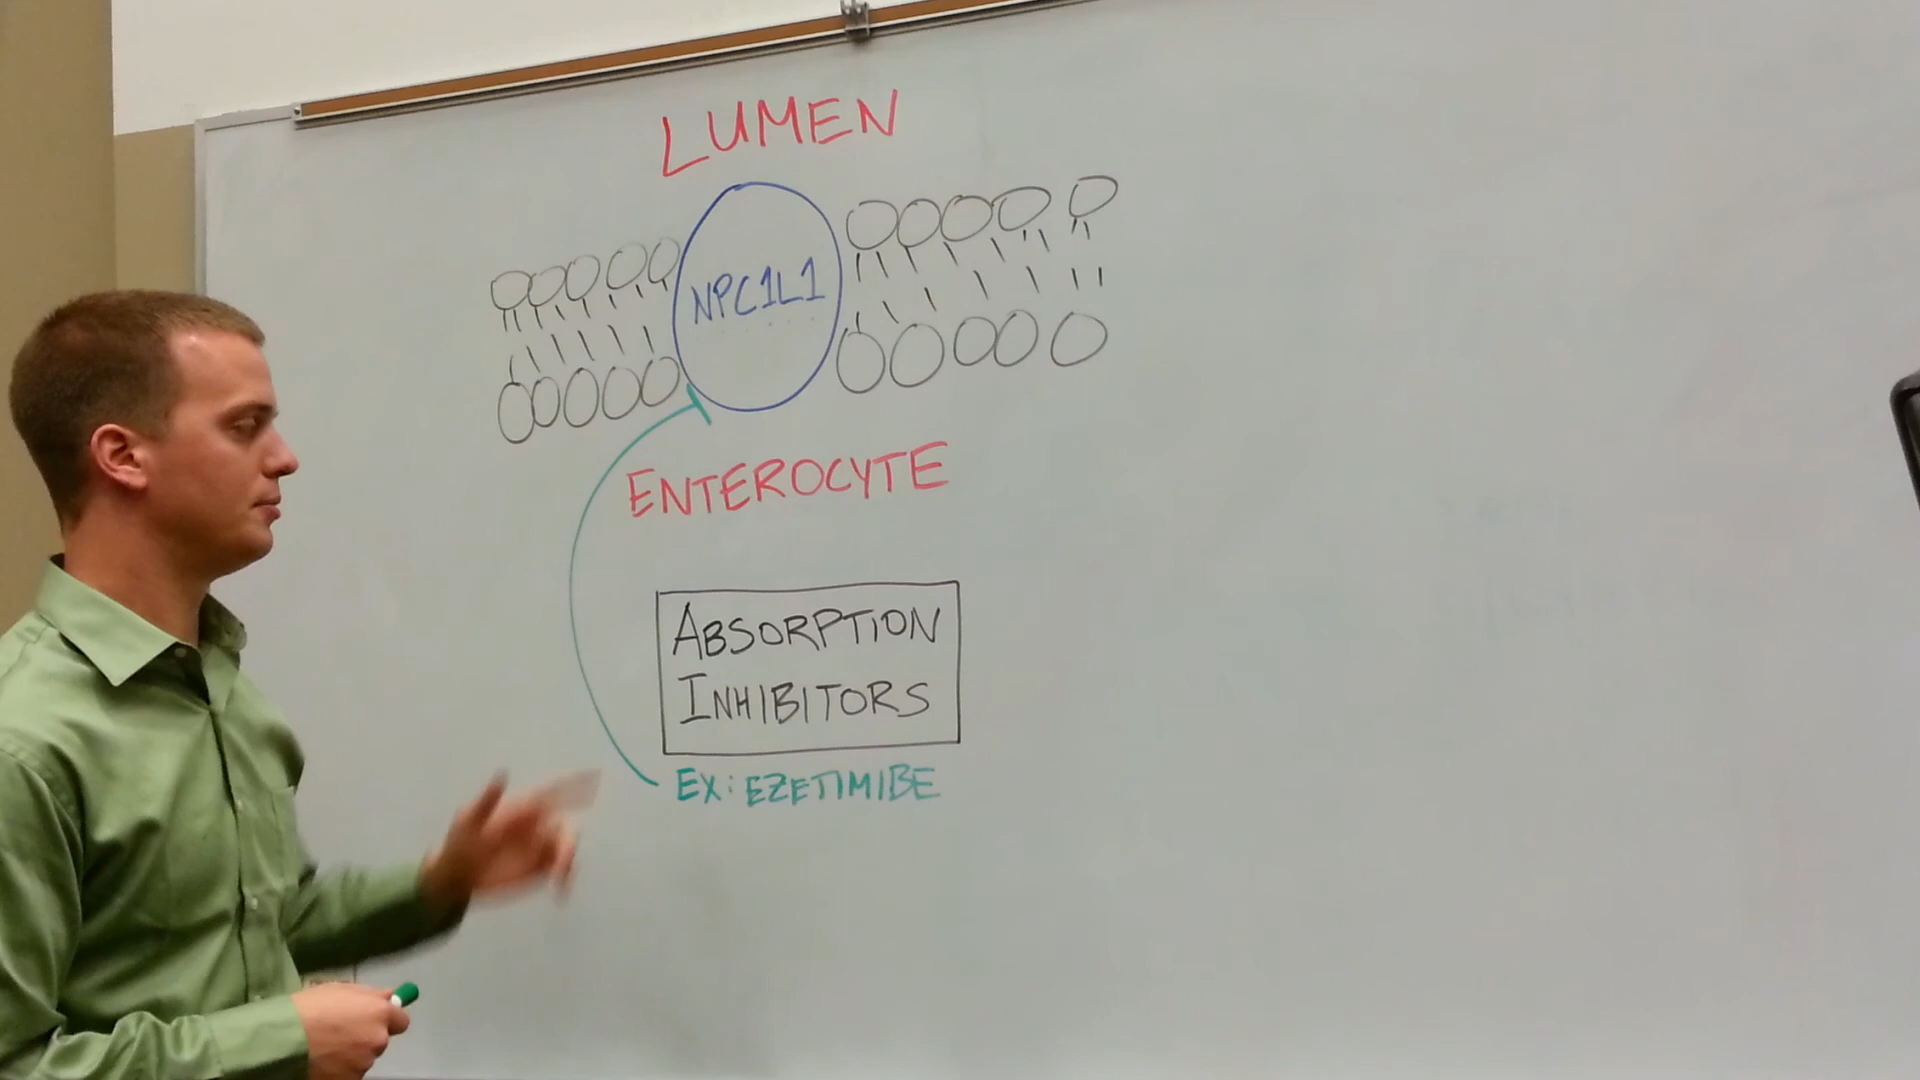 LUMEN
NPC1L1
ENTEROCYTE
ABSORPTION
INHIBITORS
EX: EZETIMIBE